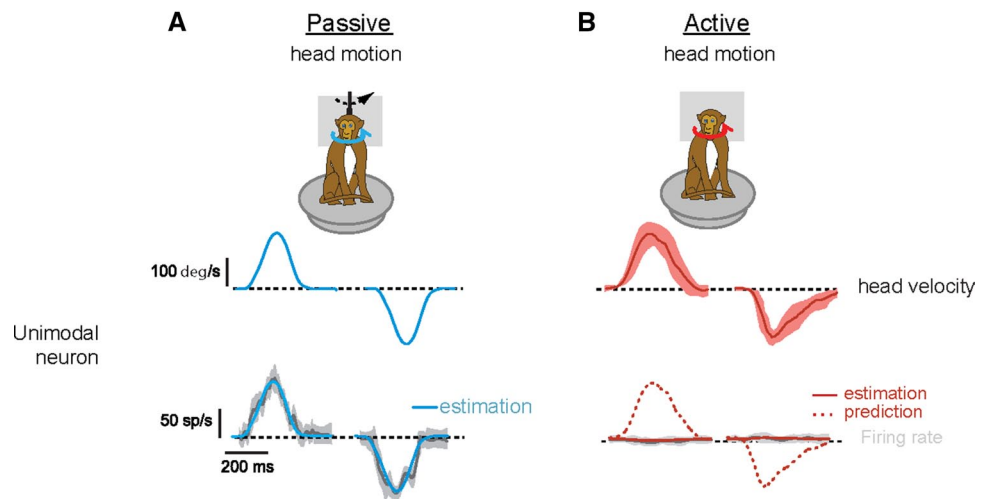 A
Passive
head motion
B
Active
head motion
100 deg/s
head velocity
Unimodal
neuron
50 sp/s
estimation
200 ms
estimation
prediction
Firing rate